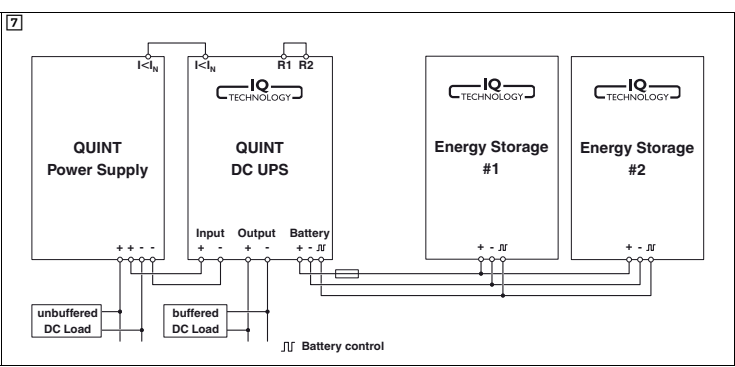 7
I<IN
I<IN
R1 R2
IQ
TECHNOLOGY
IQ
TECHNOLOGY
IQ
TECHNOLOGY
QUINT
Power Supply
QUINT
DC UPS
Energy Storage
#1
Energy Storage
#2
Input Output Battery
+ + - -
+ - + - + -
+ -
+ -
unbuffered
DC Load
buffered
DC Load
Battery control